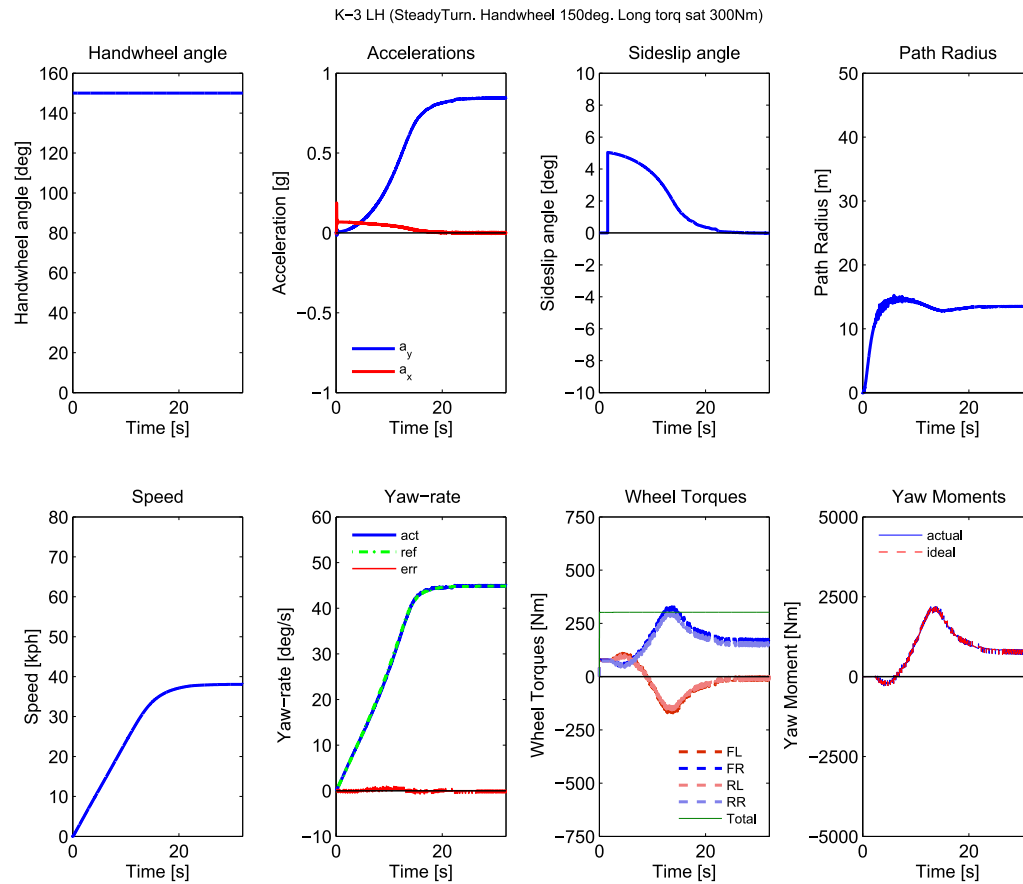 K−3 LH (SteadyTurn. Handwheel 150deg. Long torq sat 300Nm)
Handwheel angle
Accelerations
Sideslip angle
Path Radius
Handwheel angle [deg]
160
140
120
100
80
60
40
20
0
0
20
Time [s]
Acceleration [g]
1
0.5
0
−0.5
−1
a_y
a_x
0
20
Time [s]
Sideslip angle [deg]
10
8
6
4
2
0
−2
−4
−6
−8
−10
0
20
Time [s]
Path Radius [m]
50
40
30
20
10
0
0
20
Time [s]
Speed
Yaw−rate
Wheel Torques
Yaw Moments
Speed [kph]
80
70
60
50
40
30
20
10
0
0
20
Time [s]
Yaw−rate [deg/s]
60
50
40
30
20
10
0
−10
act
ref
err
0
20
Time [s]
Wheel Torques [Nm]
750
500
250
0
−250
−500
−750
FL
FR
RL
RR
Total
0
20
Time [s]
Yaw Moment [Nm]
5000
2500
0
−2500
−5000
actual
ideal
0
20
Time [s]